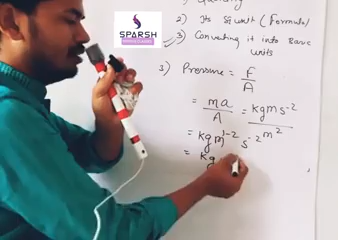 SPARSH
2) Its SI unit (Formula)
3) Converting it into Basic
units
3) Pressure = F/A
= ma/A = kgms⁻²/m²
= kgm¹⁻² s⁻²
= kg